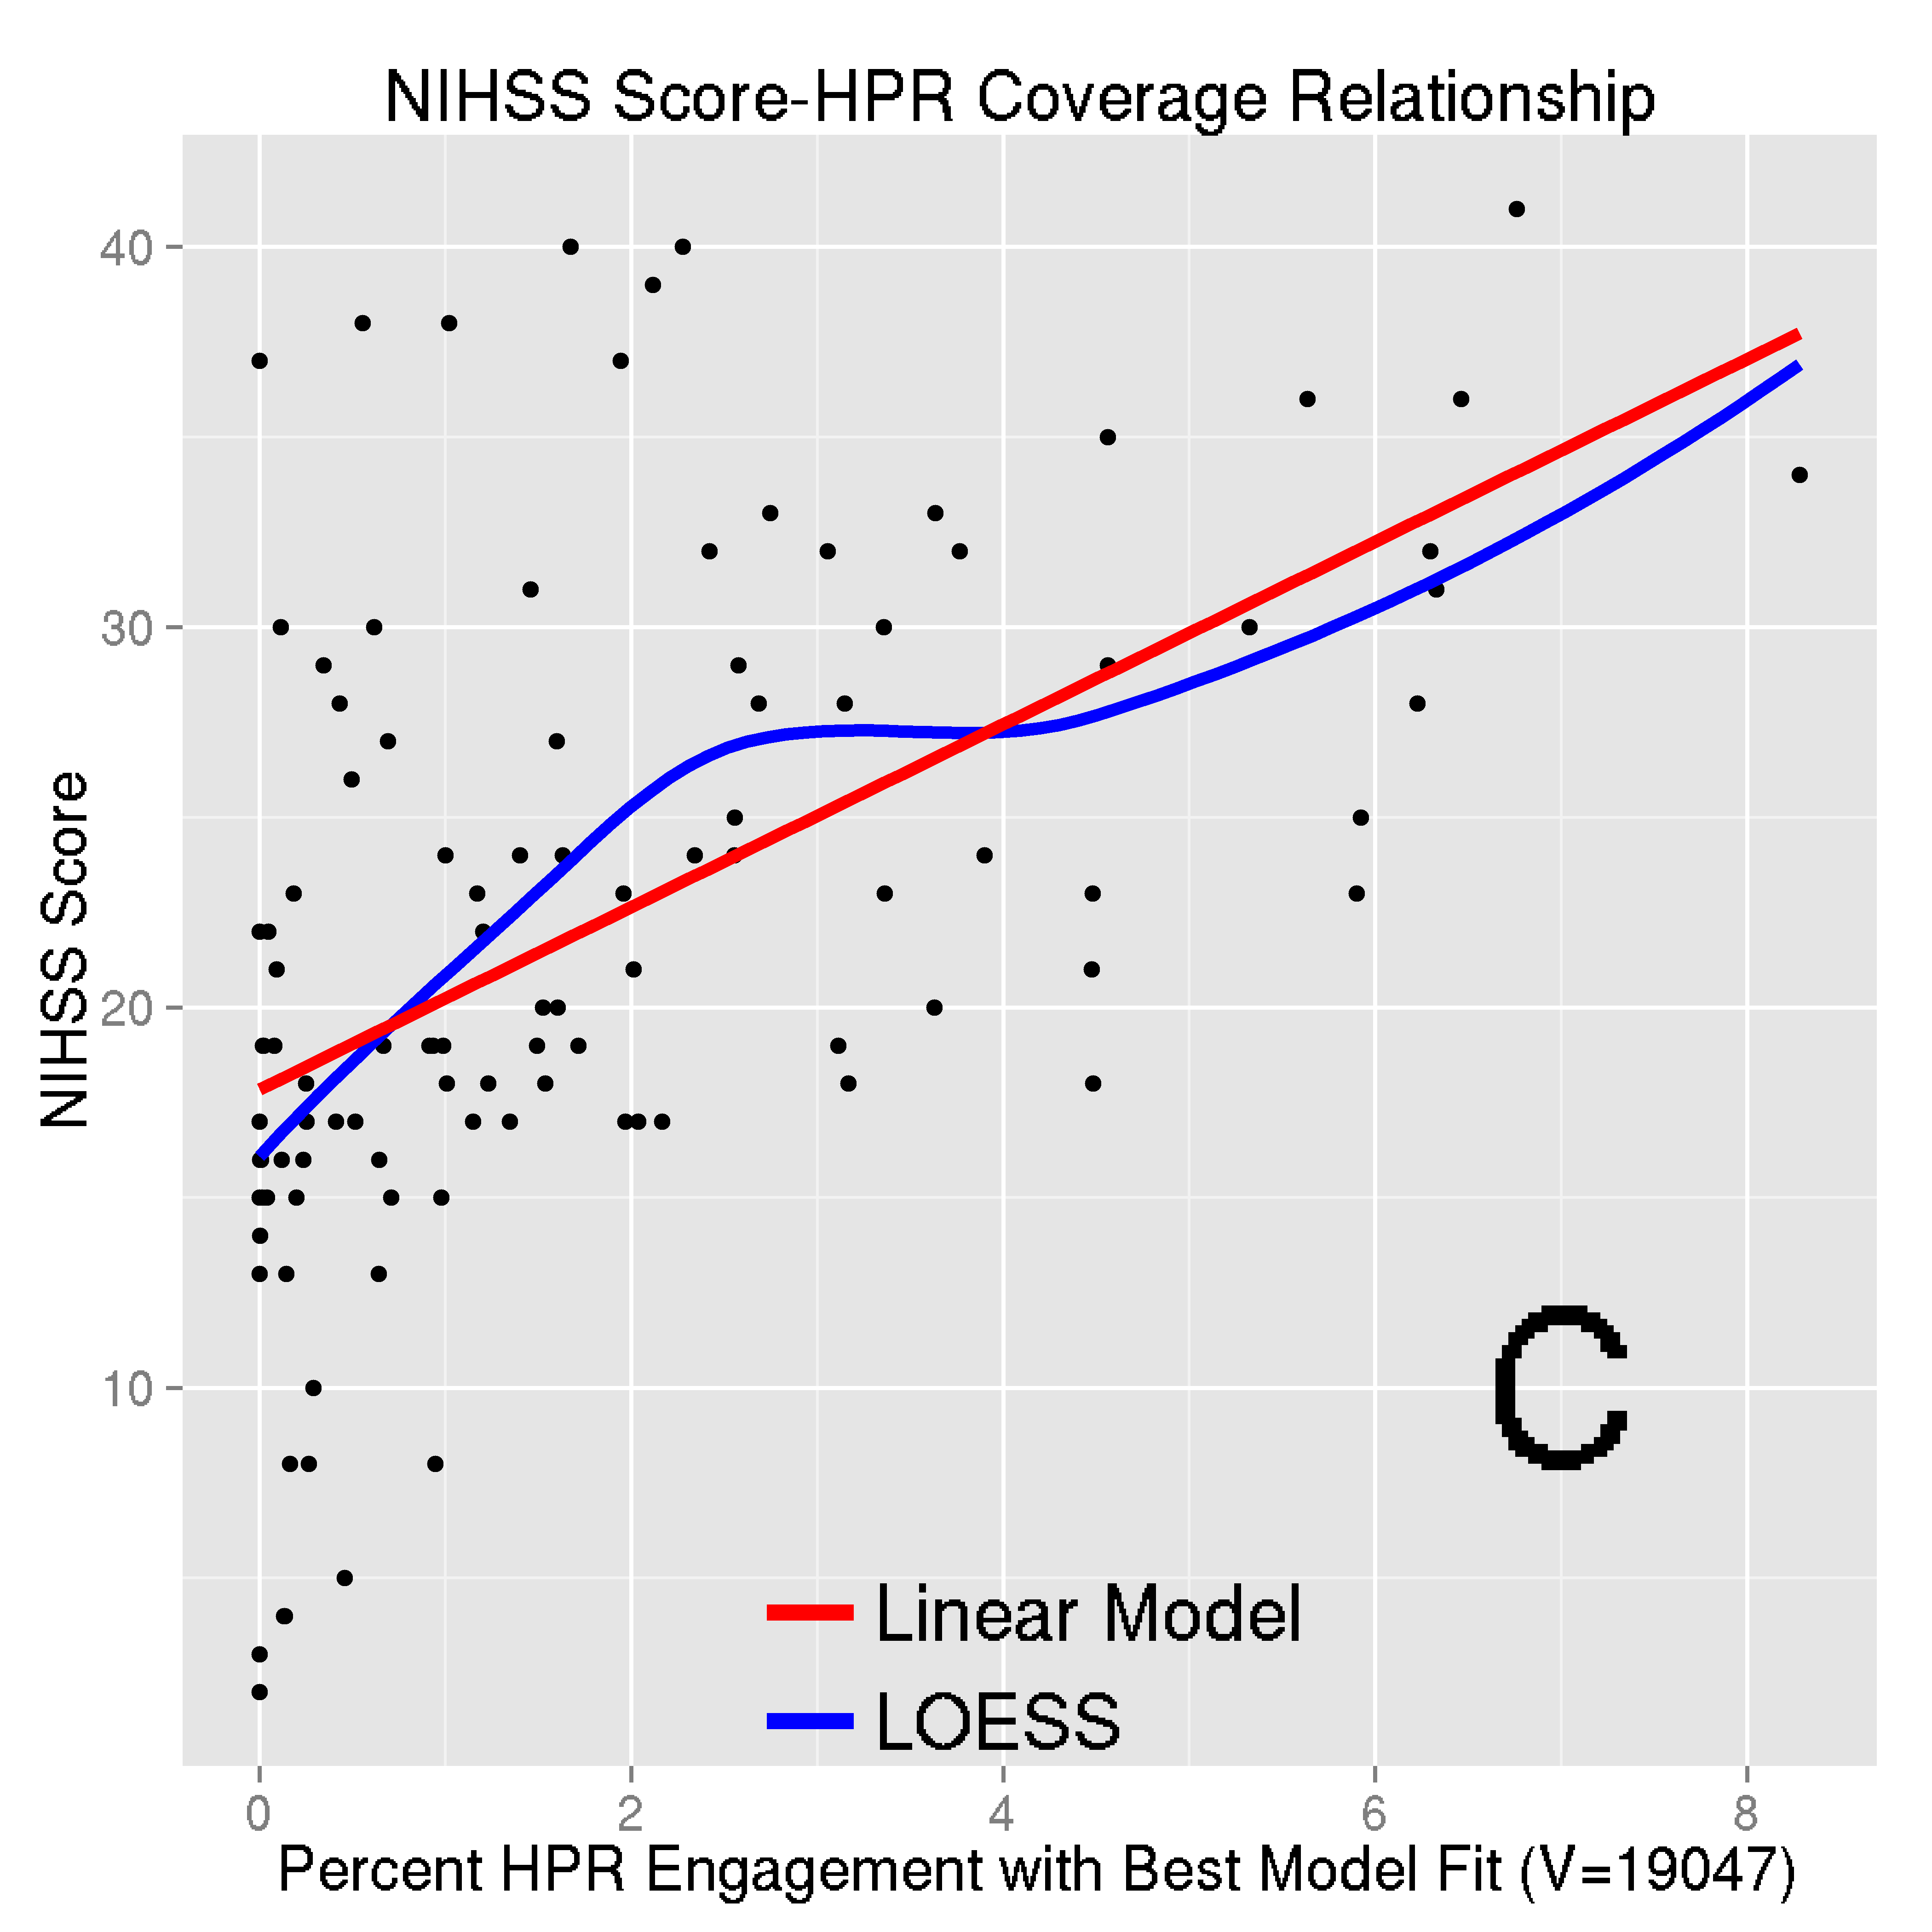 NIHSS Score-HPR Coverage Relationship
40
30
20
10
NIHSS Score
C
Linear Model
LOESS
0 2 4 6 8
Percent HPR Engagement with Best Model Fit (V=19047)